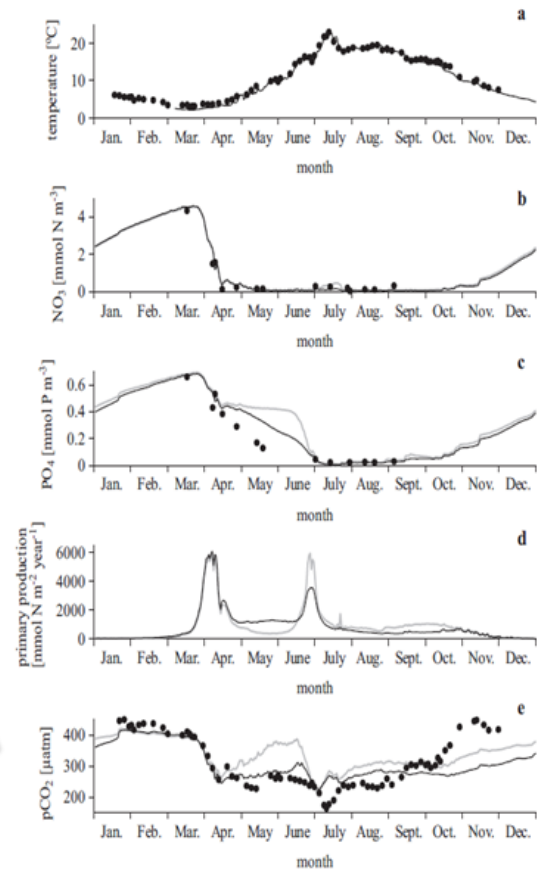 a
temperature [ºC]
20
10
0
Jan. Feb. Mar. Apr. May June July Aug. Sept. Oct. Nov. Dec.
month
b
NO3 [mmol N m-3]
4
2
0
Jan. Feb. Mar. Apr. May June July Aug. Sept. Oct. Nov. Dec.
month
c
PO4 [mmol P m-3]
0.6
0.4
0.2
0
Jan. Feb. Mar. Apr. May June July Aug. Sept. Oct. Nov. Dec.
month
d
primary production
[mmol N m-2 year-1]
6000
4000
2000
0
Jan. Feb. Mar. Apr. May June July Aug. Sept. Oct. Nov. Dec.
month
e
pCO2 [µatm]
400
300
200
Jan. Feb. Mar. Apr. May June July Aug. Sept. Oct. Nov. Dec.
month